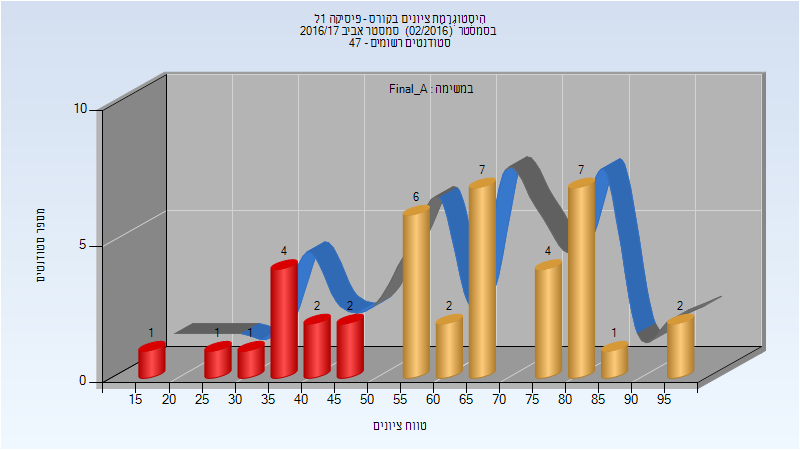 היסטוגרמת ציונים בקורס - פיסיקה 1ל
בסמסטר (02/2016) סמסטר אביב 2016/17
סטודנטים רשומים - 47
במשימה : Final_A
מספר סטודנטים
10
5
0
1
1
1
4
2
2
6
2
7
4
7
1
2
15 20 25 30 35 40 45 50 55 60 65 70 75 80 85 90 95
טווח ציונים